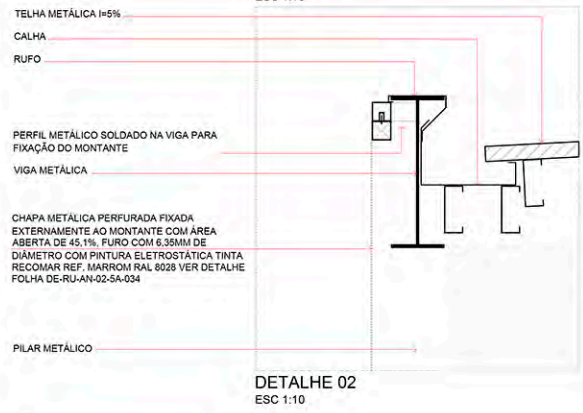 TELHA METÁLICA I=5%
CALHA
RUFO
PERFIL METÁLICO SOLDADO NA VIGA PARA
FIXAÇÃO DO MONTANTE
VIGA METÁLICA
CHAPA METÁLICA PERFURADA FIXADA
EXTERNAMENTE AO MONTANTE COM ÁREA
ABERTA DE 45,1%, FURO COM 6,35MM DE
DIÂMETRO COM PINTURA ELETROSTÁTICA TINTA
RECOMAR REF. MARROM RAL 8028 VER DETALHE
FOLHA DE-RU-AN-02-5A-034
PILAR METÁLICO
DETALHE 02
ESC 1:10